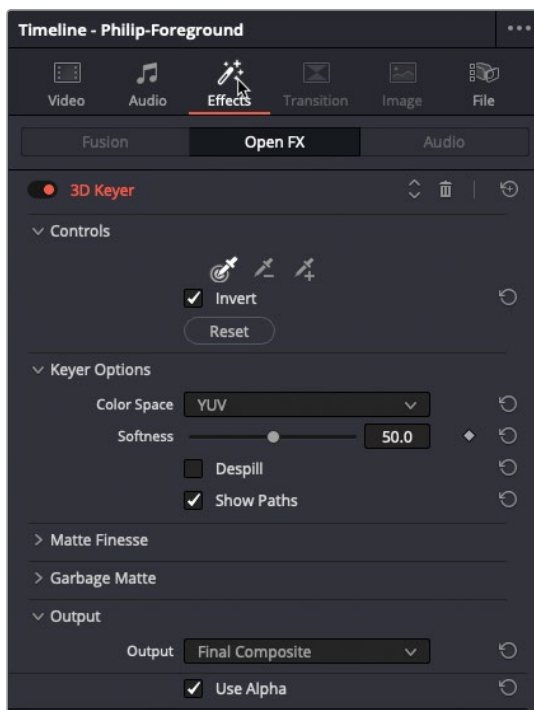 Timeline - Philip-Foreground
Video Audio Effects Transition Image File
Fusion Open FX Audio
3D Keyer
Controls
Invert
Reset
Keyer Options
Color Space YUV
Softness 50.0
Despill
Show Paths
Matte Finesse
Garbage Matte
Output
Output Final Composite
Use Alpha